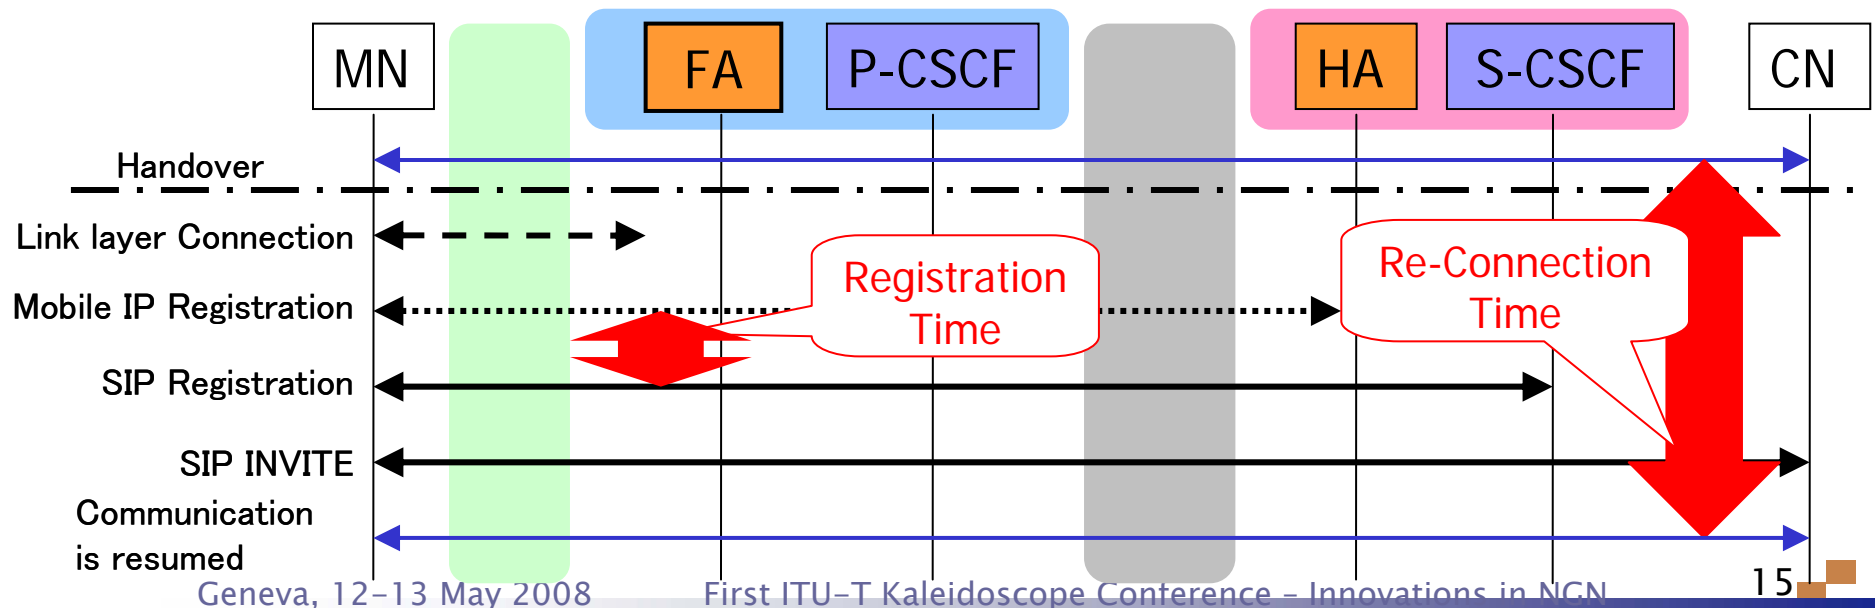 MN
FA
P-CSCF
HA
S-CSCF
CN
Handover
Link layer Connection
Registration
Time
Re-Connection
Time
Mobile IP Registration
SIP Registration
SIP INVITE
Communication
is resumed
Geneva, 12-13 May 2008
First ITU-T Kaleidoscope Conference – Innovations in NGN
15